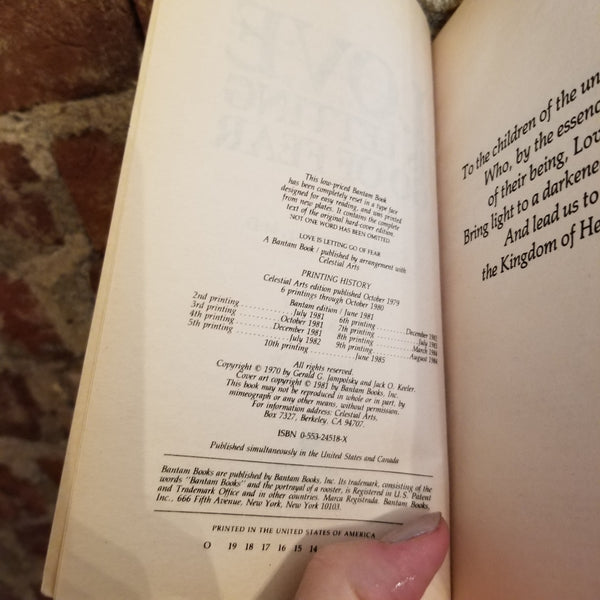 This low-priced Bantam Book
has been completely reset in a type face
designed for easy reading, and was printed
from new plates. It contains the complete
text of the original hard-cover edition.
NOT ONE WORD HAS BEEN OMITTED.
LOVE IS LETTING GO OF FEAR
A Bantam Book / published by arrangement with
Celestial Arts
PRINTING HISTORY
Celestial Arts edition published October 1979
6 printings through October 1980
Bantam edition / June 1981
2nd printing .......... July 1981 6th printing .......... December 1982
3rd printing .......... October 1981 7th printing .......... July 1983
4th printing .......... December 1981 8th printing .......... March 1984
5th printing .......... July 1982 9th printing .......... August 1984
10th printing .......... June 1985
All rights reserved.
Copyright © 1970 by Gerald G. Jampolsky and Jack O. Keeler.
Cover art copyright © 1981 by Bantam Books, Inc.
This book may not be reproduced in whole or in part, by
mimeograph or any other means, without permission.
For information address: Celestial Arts.
Box 7327, Berkeley, CA 94707.
ISBN 0-553-24518-X
Published simultaneously in the United States and Canada
Bantam Books are published by Bantam Books, Inc. Its trademark, consisting of the
words "Bantam Books" and the portrayal of a rooster, is Registered in U.S. Patent
and Trademark Office and in other countries. Marca Registrada. Bantam Books,
Inc., 666 Fifth Avenue, New York, New York 10103.
PRINTED IN THE UNITED STATES OF AMERICA
O 19 18 17 16 15 14
To the children of the
Who, by the
of their being,
Bring light to a
And lead us to
the Kingdom of